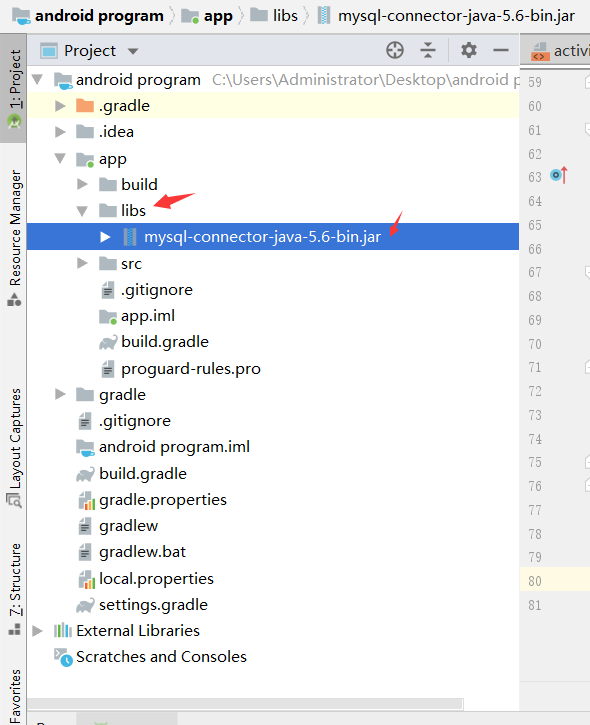 android program app libs mysql-connector-java-5.6-bin.jar
1: Project
Resource Manager
Layout Captures
7: Structure
Favorites
Project
activi
android program C:\Users\Administrator\Desktop\android p
.gradle
.idea
app
build
libs
mysql-connector-java-5.6-bin.jar
src
.gitignore
app.iml
build.gradle
proguard-rules.pro
gradle
.gitignore
android program.iml
build.gradle
gradle.properties
gradlew
gradlew.bat
local.properties
settings.gradle
External Libraries
Scratches and Consoles
59
60
61
62
63
64
65
66
67
68
69
70
71
72
73
74
75
76
77
78
79
80
81